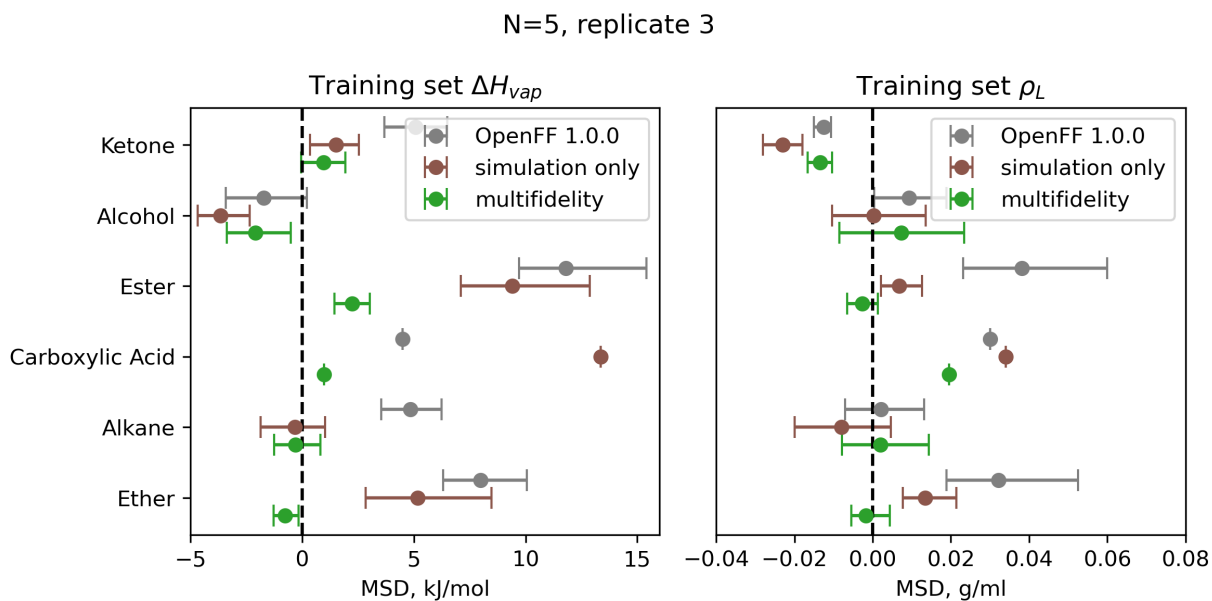 N=5, replicate 3
Training set ΔH_vap
Training set ρ_L
OpenFF 1.0.0
simulation only
multifidelity
OpenFF 1.0.0
simulation only
multifidelity
Ketone
Alcohol
Ester
Carboxylic Acid
Alkane
Ether
−5 0 5 10 15
−0.04 −0.02 0.00 0.02 0.04 0.06 0.08
MSD, kJ/mol
MSD, g/ml